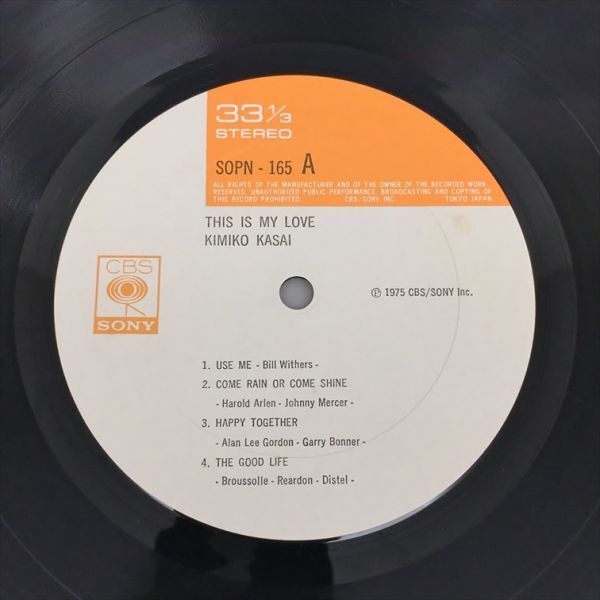 33 1/3
STEREO
SOPN - 165 A
ALL RIGHTS OF THE MANUFACTURER AND OF THE OWNER OF THE RECORDED WORK
RESERVED UNAUTHORIZED PUBLIC PERFORMANCE, BROADCASTING AND COPYING OF
THIS RECORD PROHIBITED. CBS/SONY INC TOKYO JAPAN.
THIS IS MY LOVE
KIMIKO KASAI
CBS
SONY
Ⓟ 1975 CBS/SONY Inc.
1. USE ME - Bill Withers -
2. COME RAIN OR COME SHINE
- Harold Arlen - Johnny Mercer -
3. HAPPY TOGETHER
- Alan Lee Gordon - Garry Bonner -
4. THE GOOD LIFE
- Broussolle - Reardon - Distel -